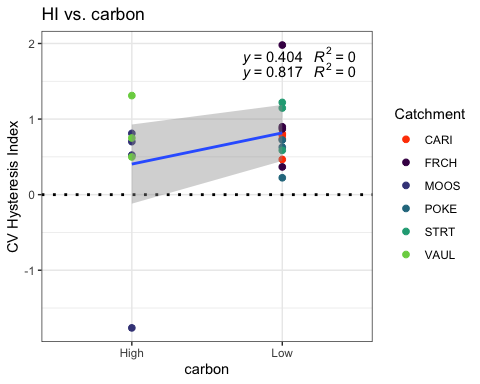 HI vs. carbon
y = 0.404 R² = 0
y = 0.817 R² = 0
2
1
0
-1
CV Hysteresis Index
High
Low
carbon
Catchment
CARI
FRCH
MOOS
POKE
STRT
VAUL